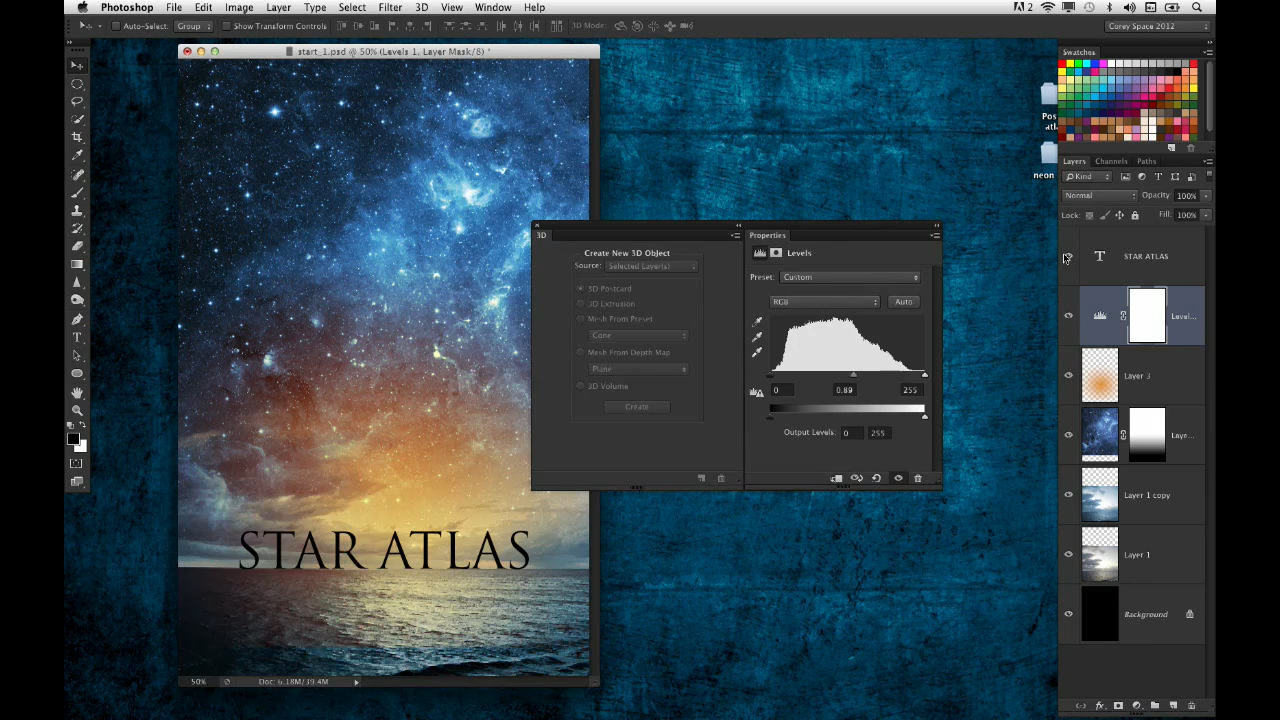 Photoshop File Edit Image Layer Type Select Filter 3D View Window Help
2
Auto-Select: Group Show Transform Controls 3D Mode: Corey Space 2012
start_1.psd @ 50% (Levels 1, Layer Mask/8) *
STAR ATLAS
50% Doc: 6.18M/39.4M
3D
Create New 3D Object
Source: Selected Layer(s)
3D Postcard
3D Extrusion
Mesh From Preset
Cone
Mesh From Depth Map
Plane
3D Volume
Create
Properties
Levels
Preset: Custom
RGB Auto
0 0.89 255
Output Levels: 0 255
Pos
atl
neon
Swatches
Layers Channels Paths
Kind
Normal Opacity: 100%
Lock: Fill: 100%
T STAR ATLAS
Level...
Layer 3
Laye...
Layer 1 copy
Layer 1
Background